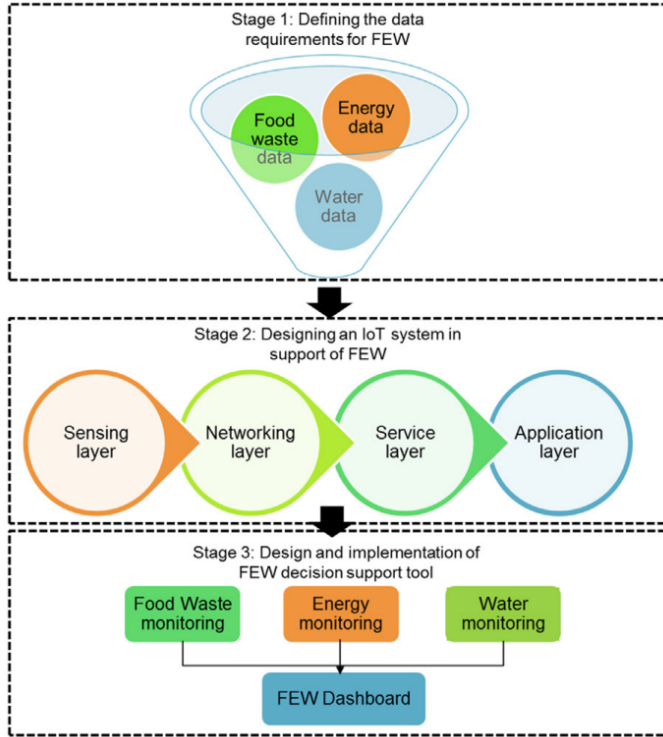 Stage 1: Defining the data
requirements for FEW
Food
waste
data
Energy
data
Water
data
Stage 2: Designing an IoT system in
support of FEW
Sensing
layer
Networking
layer
Service
layer
Application
layer
Stage 3: Design and implementation of
FEW decision support tool
Food Waste
monitoring
Energy
monitoring
Water
monitoring
FEW Dashboard